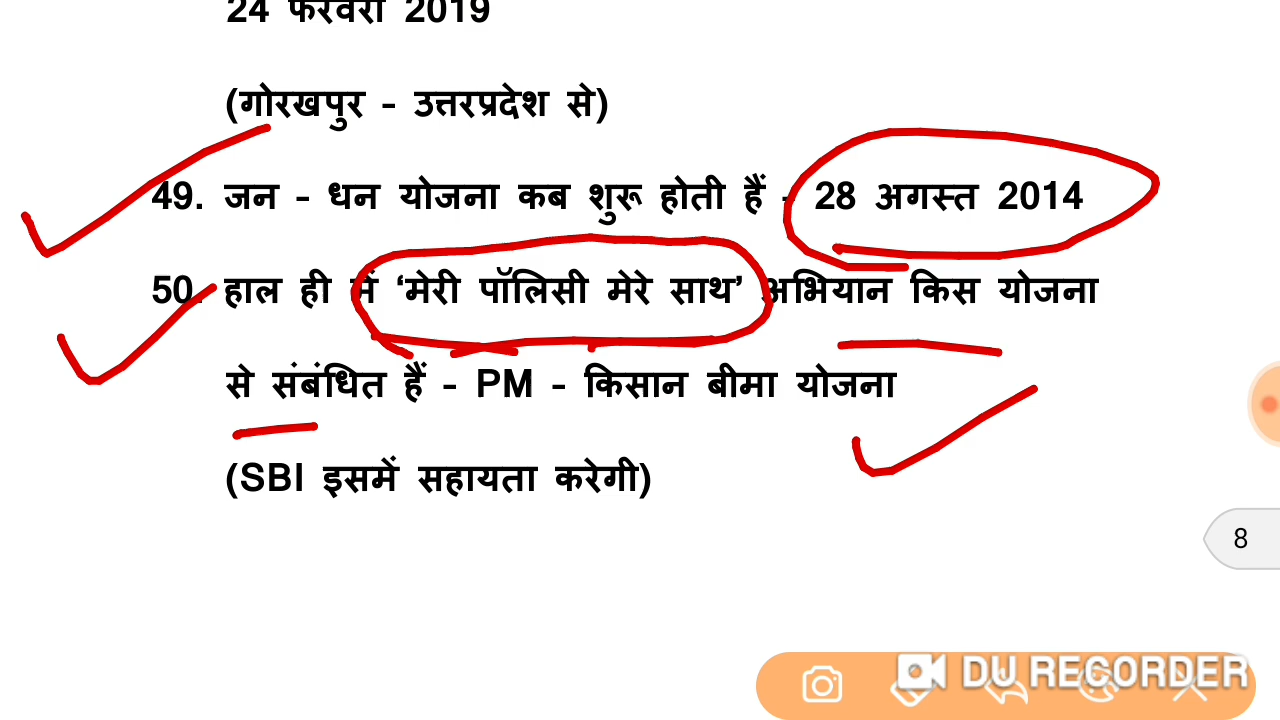 24 फरवरी 2019
(गोरखपुर - उत्तरप्रदेश से)
49. जन - धन योजना कब शुरू होती हैं - 28 अगस्त 2014
50. हाल ही में ‘मेरी पॉलिसी मेरे साथ’ अभियान किस योजना
से संबंधित हैं - PM - किसान बीमा योजना
(SBI इसमें सहायता करेगी)
8
DU RECORDER